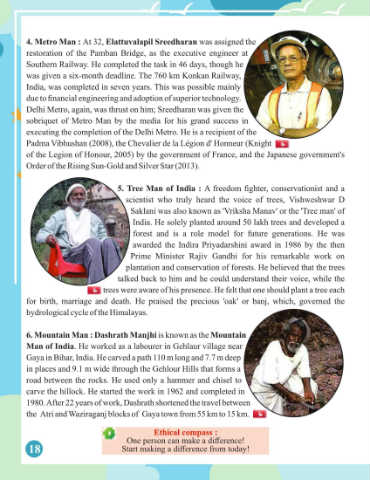 4. Metro Man : At 32, Elattuvalapil Sreedharan was assigned the
restoration of the Pamban Bridge, as the executive engineer at
Southern Railway. He completed the task in 46 days, though he
was given a six-month deadline. The 760 km Konkan Railway,
India, was completed in seven years. This was possible mainly
due to financial engineering and adoption of superior technology.
Delhi Metro, again, was thrust on him; Sreedharan was given the
sobriquet of Metro Man by the media for his grand success in
executing the completion of the Delhi Metro. He is a recipient of the
Padma Vibhushan (2008), the Chevalier de la Légion d' Horneur (Knight
of the Legion of Honour, 2005) by the government of France, and the Japanese government's
Order of the Rising Sun-Gold and Silver Star (2013).
5. Tree Man of India : A freedom fighter, conservationist and a
scientist who truly heard the voice of trees, Vishweshwar D
Saklani was also known as 'Vriksha Manav' or the 'Tree man' of
India. He solely planted around 50 lakh trees and developed a
forest and is a role model for future generations. He was
awarded the Indira Priyadarshini award in 1986 by the then
Prime Minister Rajiv Gandhi for his remarkable work on
plantation and conservation of forests. He believed that the trees
talked back to him and he could understand their voice, while the
trees were aware of his presence. He felt that one should plant a tree each
for birth, marriage and death. He praised the precious 'oak' or banj, which, governed the
hydrological cycle of the Himalayas.
6. Mountain Man : Dashrath Manjhi is known as the Mountain
Man of India. He worked as a labourer in Gehlaur village near
Gaya in Bihar, India. He carved a path 110 m long and 7.7 m deep
in places and 9.1 m wide through the Gehlour Hills that forms a
road between the rocks. He used only a hammer and chisel to
carve the hillock. He started the work in 1962 and completed in
1980. After 22 years of work, Dashrath shortened the travel between
the Atri and Waziraganj blocks of Gaya town from 55 km to 15 km.
Ethical compass :
One person can make a difference!
Start making a difference from today!
18